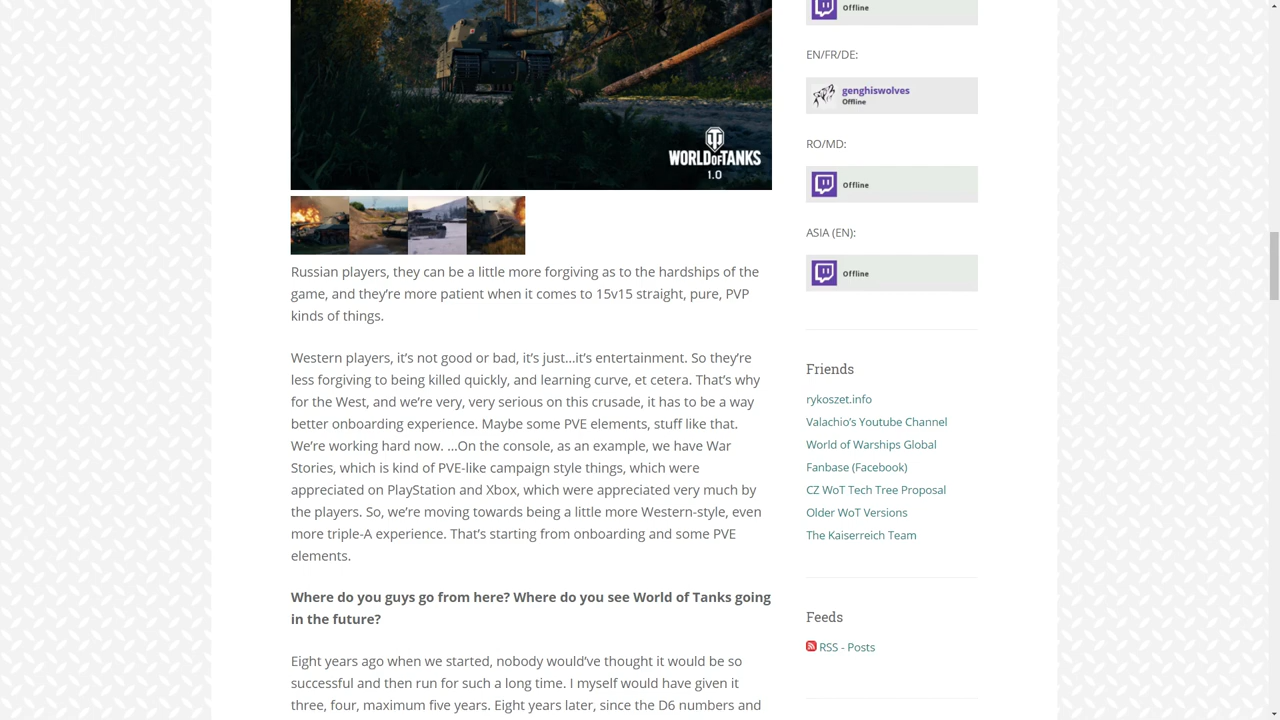 WORLD OF TANKS
1.0
Russian players, they can be a little more forgiving as to the hardships of the
game, and they’re more patient when it comes to 15v15 straight, pure, PVP
kinds of things.
Western players, it’s not good or bad, it’s just…it’s entertainment. So they’re
less forgiving to being killed quickly, and learning curve, et cetera. That’s why
for the West, and we’re very, very serious on this crusade, it has to be a way
better onboarding experience. Maybe some PVE elements, stuff like that.
We’re working hard now. …On the console, as an example, we have War
Stories, which is kind of PVE-like campaign style things, which were
appreciated on PlayStation and Xbox, which were appreciated very much by
the players. So, we’re moving towards being a little more Western-style, even
more triple-A experience. That’s starting from onboarding and some PVE
elements.
Where do you guys go from here? Where do you see World of Tanks going
in the future?
Eight years ago when we started, nobody would’ve thought it would be so
successful and then run for such a long time. I myself would have given it
three, four, maximum five years. Eight years later, since the D6 numbers and
Offline
EN/FR/DE:
genghiswolves
Offline
RO/MD:
Offline
ASIA (EN):
Offline
Friends
rykoszet.info
Valachio’s Youtube Channel
World of Warships Global
Fanbase (Facebook)
CZ WoT Tech Tree Proposal
Older WoT Versions
The Kaiserreich Team
Feeds
RSS - Posts